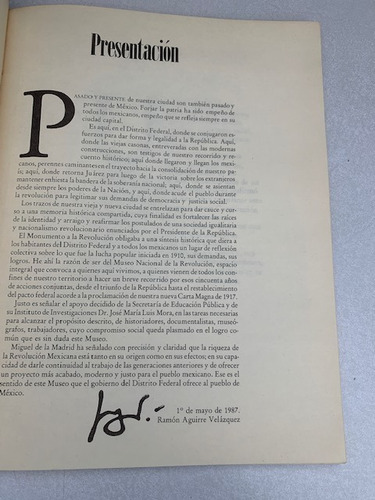 Presentación
PASADO Y PRESENTE de nuestra ciudad son también pasado y
presente de México. Forjar la patria ha sido empeño de
todos los mexicanos, empeño que se refleja siempre en su
ciudad capital.
Es aquí, en el Distrito Federal, donde se conjugaron es-
fuerzos para dar forma y legalidad a la República. Aquí,
donde las viejas casonas, entreveradas con las modernas
construcciones, son testigos de nuestro recorrido y re-
cuento histórico; aquí donde llegaron y llegan los mexi-
canos, perennes caminantes en el trayecto hacia la consolidación de nuestro pa-
ís; aquí, donde retorna Juárez para luego de la victoria sobre los extranjeros
mantener enhiesta la bandera de la soberanía nacional; aquí, donde se asientan
desde siempre los poderes de la Nación, y aquí, donde acude el pueblo durante
la revolución para legitimar sus demandas de democracia y justicia social.
Los trazos de nuestra vieja y nueva ciudad se entrelazan para dar cauce y cur-
so a una memoria histórica compartida, cuya finalidad es fortalecer las raíces
de la identidad y arraigo y reafirmar los postulados de una sociedad igualitaria
y nacionalismo revolucionario enunciados por el Presidente de la República.
El Monumento a la Revolución obligaba a una síntesis histórica que diera a
los habitantes del Distrito Federal y a todos los mexicanos un lugar de reflexión
colectiva sobre lo que fue la lucha popular iniciada en 1910, sus demandas, sus
logros. He ahí la razón de ser del Museo Nacional de la Revolución, espacio
integral que convoca a quienes aquí vivimos, a quienes vienen de todos los confi-
nes de nuestro territorio a hacer un breve recorrido por esos cincuenta años
de acciones conjuntas, desde el triunfo de la República hasta el restablecimiento
del pacto federal acorde a la proclamación de nuestra nueva Carta Magna de 1917.
Justo es señalar el apoyo decidido de la Secretaría de Educación Pública y de
su Instituto de Investigaciones Dr. José María Luis Mora, en las tareas necesarias
para alcanzar el propósito descrito, de historiadores, documentalistas, museó-
grafos, trabajadores, cuyo compromiso social queda plasmado en el logro co-
mún que es sin dada este Museo.
Miguel de la Madrid ha señalado con precisión y claridad que la riqueza de
la Revolución Mexicana está tanto en su origen como en sus efectos; en su capa-
cidad de darle continuidad al trabajo de las generaciones anteriores y de ofrecer
un proyecto más acabado, moderno y justo para el pueblo mexicano. Ese es el
sentido de este Museo que el gobierno del Distrito Federal ofrece al pueblo de
México.
1º de mayo de 1987.
Ramón Aguirre Velázquez